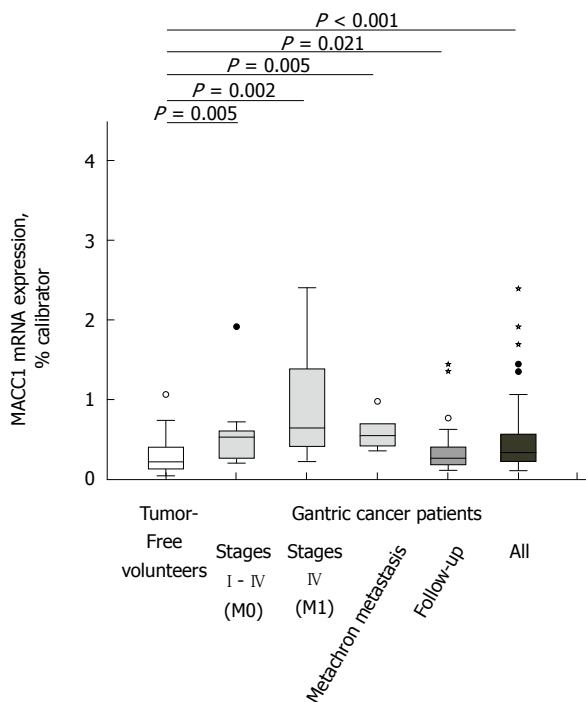 P < 0.001
P = 0.021
P = 0.005
P = 0.002
P = 0.005
4
3
2
1
0
MACC1 mRNA expression,
% calibrator
Tumor-
Free
volunteers
Gantric cancer patients
Stages
I - IV
(M0)
Stages
IV
(M1)
Metachron metastasis
Follow-up
All